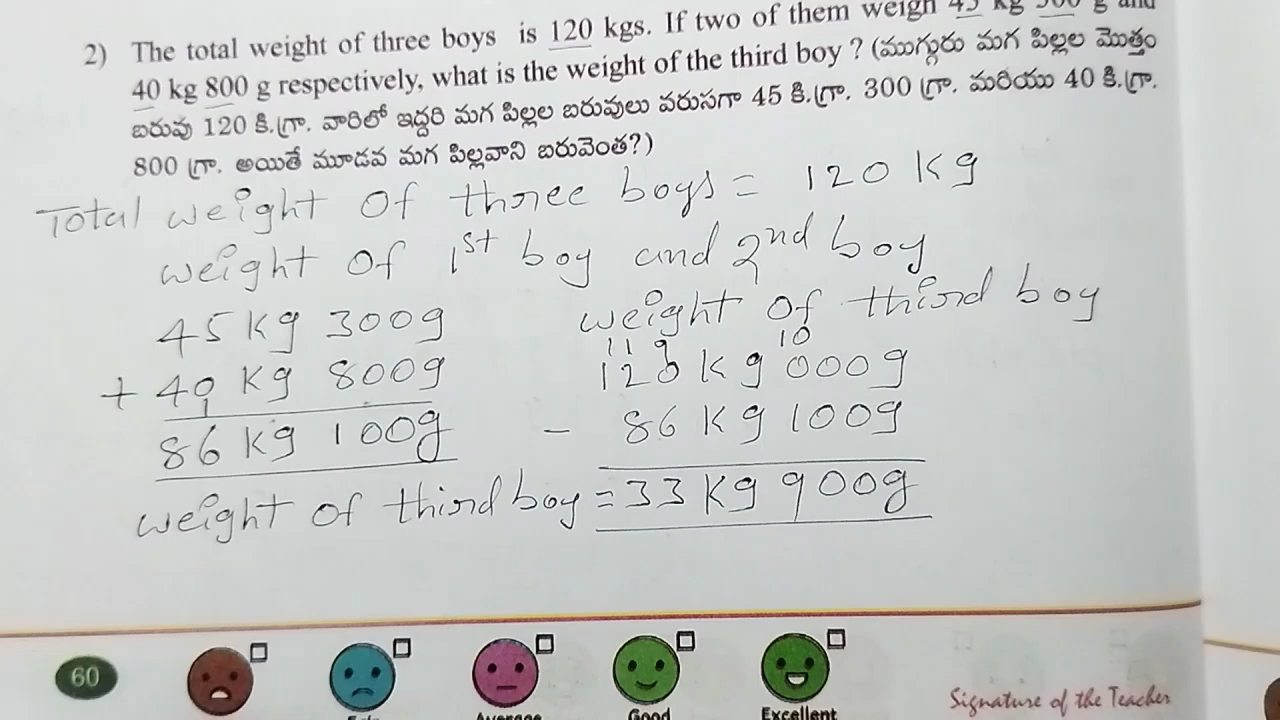 2) The total weight of three boys is 120 kgs. If two of them weigh 45 kg 300 g and
40 kg 800 g respectively, what is the weight of the third boy ? (ముగ్గురు మగ పిల్లల మొత్తం
బరువు 120 కి.గ్రా. వారిలో ఇద్దరి మగ పిల్లల బరువులు వరుసగా 45 కి.గ్రా. 300 గ్రా. మరియు 40 కి.గ్రా.
800 గ్రా. అయితే మూడవ మగ పిల్లవాని బరువెంత?)
Total weight of three boys = 120 Kg
weight of 1st boy and 2nd boy
weight of third boy
45 Kg 300g
11 9 10
+ 40 Kg 800g
120 Kg 000g
1
86 Kg 100g
- 86 Kg 100g
weight of third boy = 33 Kg 900g
60
Average Good Excellent
Signature of the Teacher